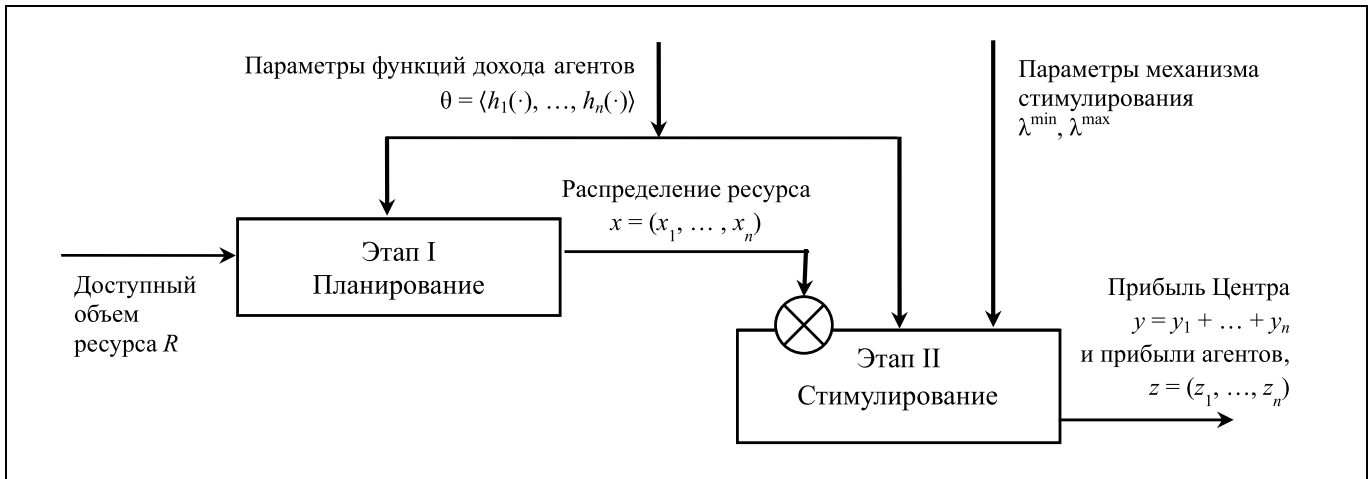 Параметры функций дохода агентов
θ = ⟨h₁(·), …, hₙ(·)⟩
Параметры механизма
стимулирования
λᵐⁱⁿ, λᵐᵃˣ
Распределение ресурса
x = (x₁, … , xₙ)
Этап I
Планирование
Доступный
объем
ресурса R
Этап II
Стимулирование
Прибыль Центра
y = y₁ + … + yₙ
и прибыли агентов,
z = (z₁, …, zₙ)